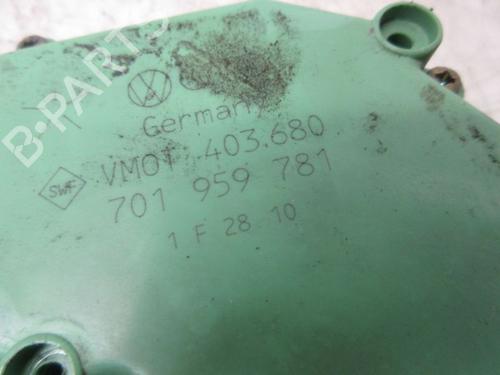 B-PARTS
Germany
SWF
VM01 403.680
701 959 781
1 F 28 10